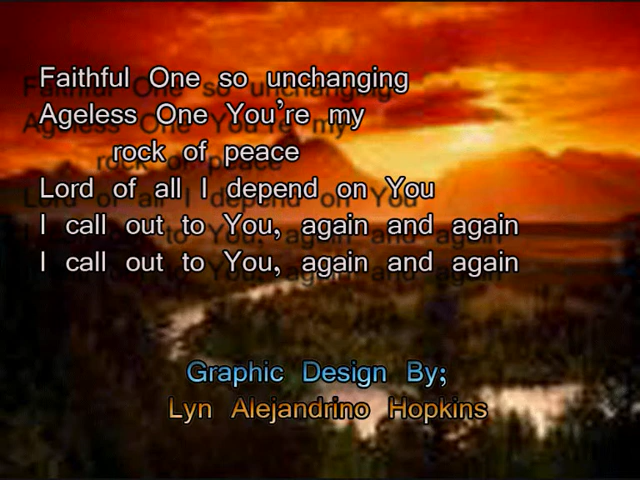 Faithful One so unchanging
Ageless One You're my
rock of peace
Lord of all I depend on You
I call out to You, again and again
I call out to You, again and again
Graphic Design By;
Lyn Alejandrino Hopkins